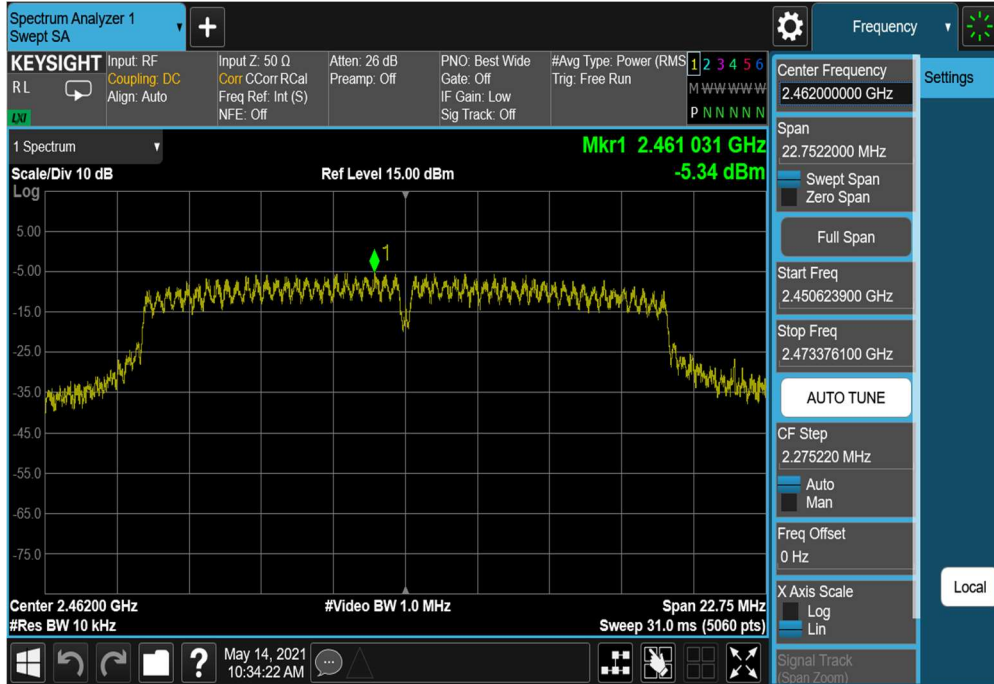 Spectrum Analyzer 1
Swept SA
Frequency
KEYSIGHT
RL
LXI
Input: RF
Coupling: DC
Align: Auto
Input Z: 50 Ω
Corr CCorr RCal
Freq Ref: Int (S)
NFE: Off
Atten: 26 dB
Preamp: Off
PNO: Best Wide
Gate: Off
IF Gain: Low
Sig Track: Off
#Avg Type: Power (RMS
Trig: Free Run
1 2 3 4 5 6
M W W W W W
P N N N N N
1 Spectrum
Scale/Div 10 dB
Log
Ref Level 15.00 dBm
Mkr1 2.461 031 GHz
-5.34 dBm
1
5.00
-5.00
-15.0
-25.0
-35.0
-45.0
-55.0
-65.0
-75.0
Center 2.46200 GHz
#Res BW 10 kHz
#Video BW 1.0 MHz
Span 22.75 MHz
Sweep 31.0 ms (5060 pts)
Center Frequency
2.462000000 GHz
Settings
Span
22.7522000 MHz
Swept Span
Zero Span
Full Span
Start Freq
2.450623900 GHz
Stop Freq
2.473376100 GHz
AUTO TUNE
CF Step
2.275220 MHz
Auto
Man
Freq Offset
0 Hz
X Axis Scale
Log
Lin
Local
Signal Track
(Span Zoom)
?
May 14, 2021
10:34:22 AM